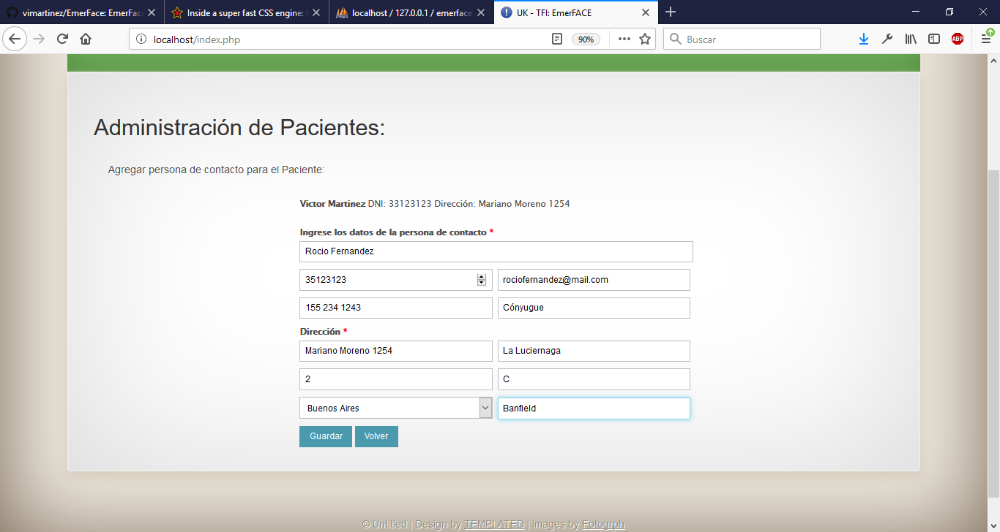 vimartinez/EmerFace: EmerFac
Inside a super fast CSS engine:
localhost / 127.0.0.1 / emerface
UK - TFI: EmerFACE
localhost/index.php
90%
Buscar
ABP
Administración de Pacientes:
Agregar persona de contacto para el Paciente:
Victor Martinez DNI: 33123123 Dirección: Mariano Moreno 1254
Ingrese los datos de la persona de contacto *
Rocio Fernandez
35123123 rociofernandez@mail.com
155 234 1243 Cónyugue
Dirección *
Mariano Moreno 1254 La Luciernaga
2 C
Buenos Aires Banfield
Guardar Volver
© Untitled | Design by TEMPLATED | Images by Fotogrph